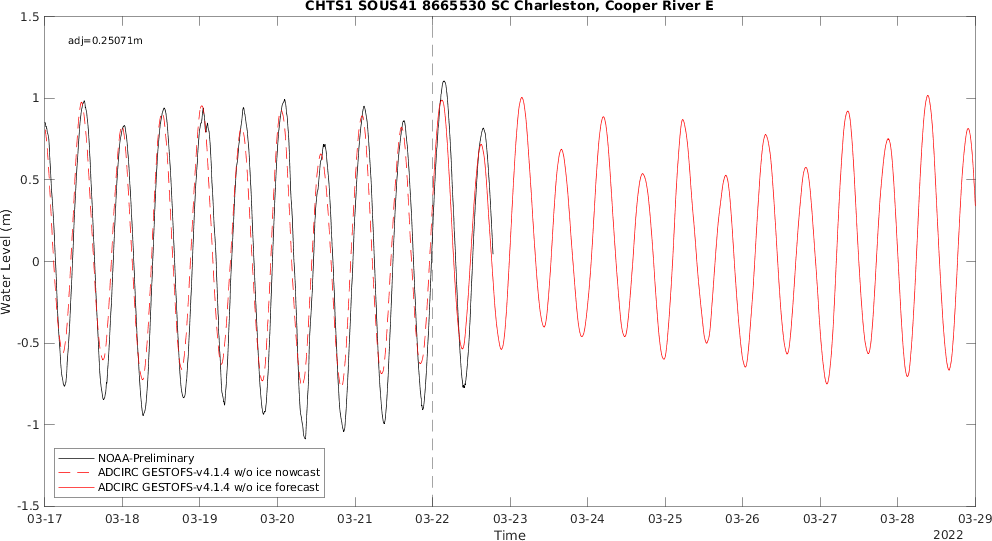 CHTS1 SOUS41 8665530 SC Charleston, Cooper River E
adj=0.25071m
1.5
1
0.5
0
-0.5
-1
-1.5
Water Level (m)
NOAA-Preliminary
ADCIRC GESTOFS-v4.1.4 w/o ice nowcast
ADCIRC GESTOFS-v4.1.4 w/o ice forecast
03-17 03-18 03-19 03-20 03-21 03-22 03-23 03-24 03-25 03-26 03-27 03-28 03-29
Time
2022